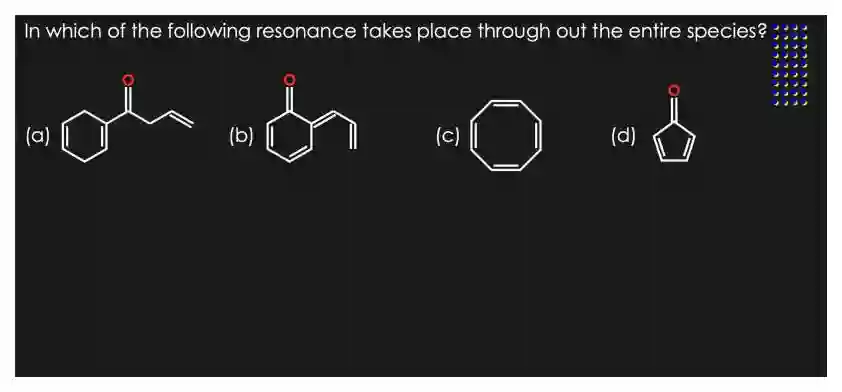 In which of the following resonance takes place through out the entire species?
(a) O (b) O (c) (d) O